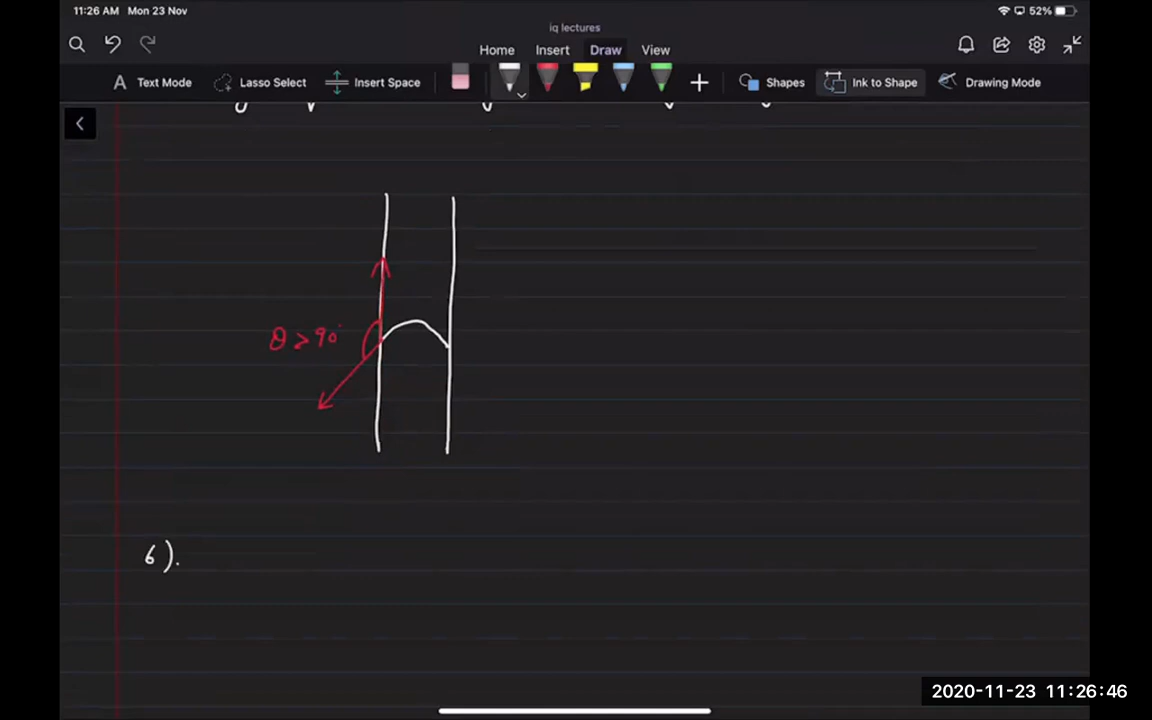 11:26 AM Mon 23 Nov
52%
iq lectures
Home Insert Draw View
Text Mode Lasso Select Insert Space Shapes Ink to Shape Drawing Mode
θ > 90°
6).
2020-11-23 11:26:46